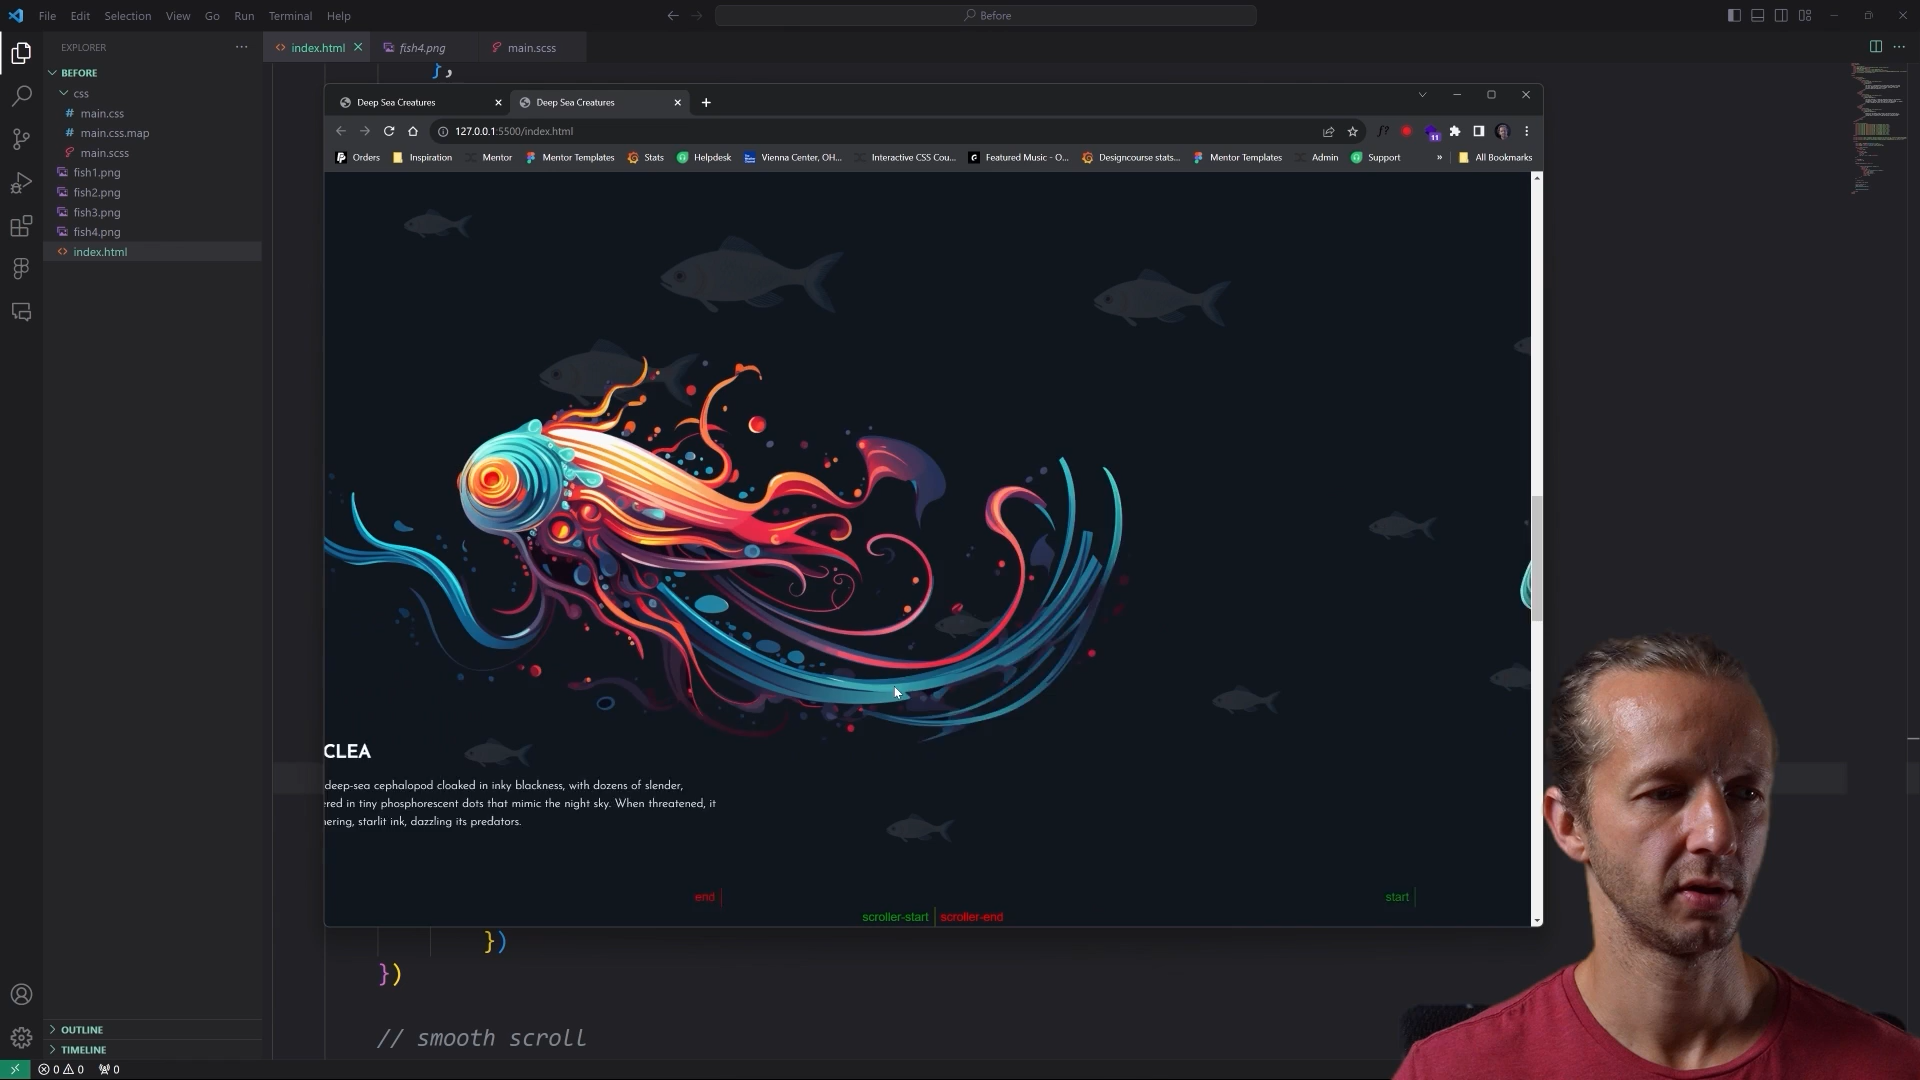 File Edit Selection View Go Run Terminal Help
Before
EXPLORER
index.html
fish4.png
main.scss
BEFORE
css
main.css
main.css.map
main.scss
fish1.png
fish2.png
fish3.png
fish4.png
index.html
},
Deep Sea Creatures
Deep Sea Creatures
127.0.0.1:5500/index.html
f?
11
Orders
Inspiration
Mentor
Mentor Templates
Stats
Helpdesk
Vienna Center, OH...
Interactive CSS Cou...
Featured Music - O...
Designcourse stats...
Mentor Templates
Admin
Support
»
All Bookmarks
CLEA
deep-sea cephalopod cloaked in inky blackness, with dozens of slender,
ered in tiny phosphorescent dots that mimic the night sky. When threatened, it
ering, starlit ink, dazzling its predators.
end
start
scroller-start
scroller-end
})
})
// smooth scroll
OUTLINE
TIMELINE
0 0 0